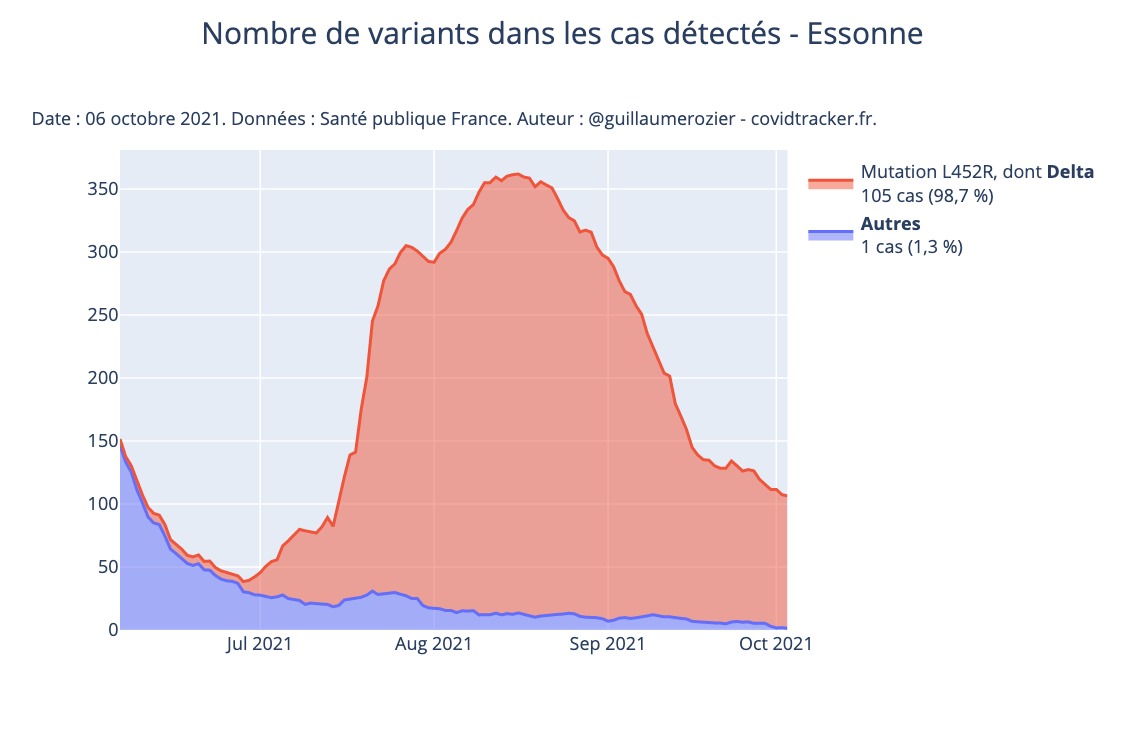 Nombre de variants dans les cas détectés - Essonne
Date : 06 octobre 2021. Données : Santé publique France. Auteur : @guillaumerozier - covidtracker.fr.
Mutation L452R, dont Delta
105 cas (98,7 %)
Autres
1 cas (1,3 %)
350
300
250
200
150
100
50
0
Jul 2021
Aug 2021
Sep 2021
Oct 2021